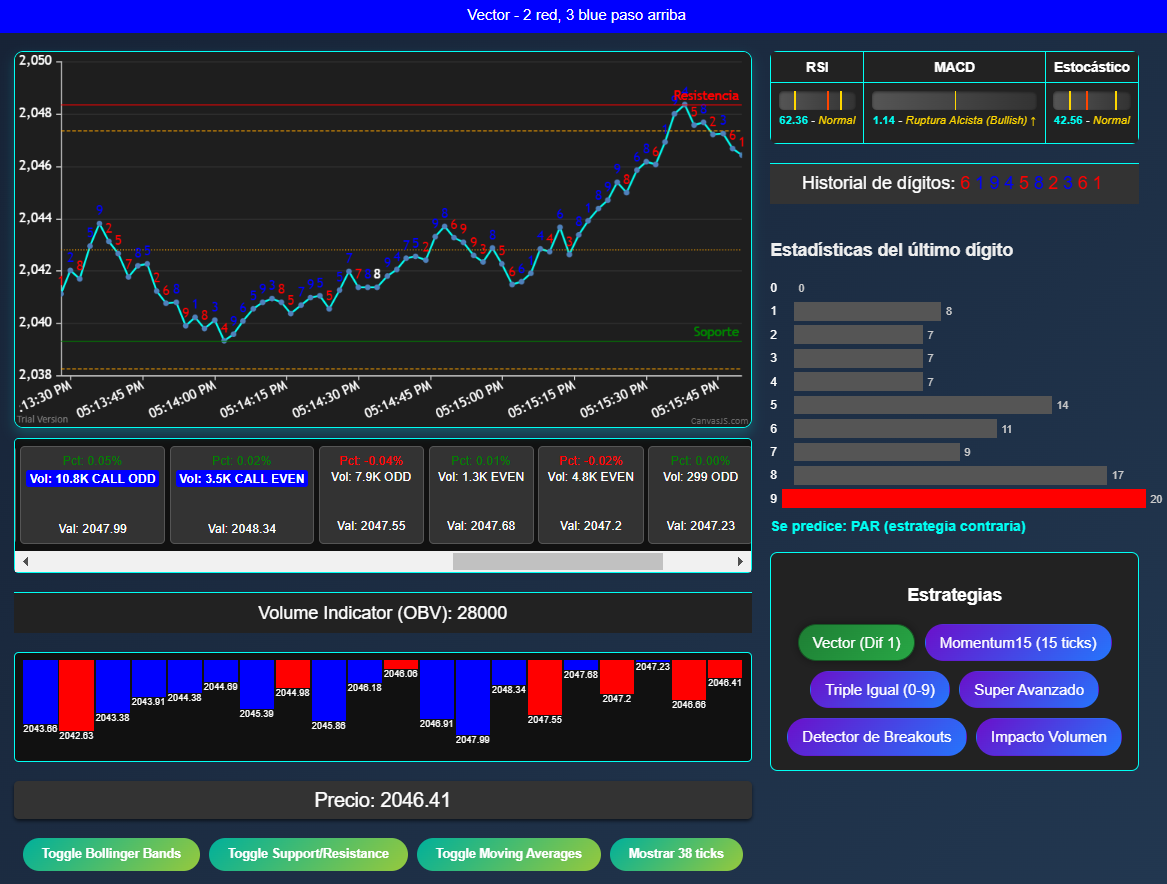 Vector - 2 red, 3 blue paso arriba
2,050
2,048
2,046
2,044
2,042
2,040
2,038
Resistencia
Soporte
8
:13:30 PM
05:13:45 PM
05:14:00 PM
05:14:15 PM
05:14:30 PM
05:14:45 PM
05:15:00 PM
05:15:15 PM
05:15:30 PM
05:15:45 PM
Trial Version
CanvasJS.com
Pct: 0.05%
Vol: 10.8K CALL ODD
Val: 2047.99
Pct: 0.02%
Vol: 3.5K CALL EVEN
Val: 2048.34
Pct: -0.04%
Vol: 7.9K ODD
Val: 2047.55
Pct: 0.01%
Vol: 1.3K EVEN
Val: 2047.68
Pct: -0.02%
Vol: 4.8K EVEN
Val: 2047.2
Pct: 0.00%
Vol: 299 ODD
Val: 2047.23
Volume Indicator (OBV): 28000
2043.66
2042.63
2043.38
2043.91
2044.38
2044.69
2045.39
2044.98
2045.86
2046.18
2046.06
2046.91
2047.99
2048.34
2047.55
2047.68
2047.2
2047.23
2046.66
2046.41
Precio: 2046.41
Toggle Bollinger Bands
Toggle Support/Resistance
Toggle Moving Averages
Mostrar 38 ticks
RSI
MACD
Estocástico
62.36 - Normal
1.14 - Ruptura Alcista (Bullish) ↑
42.56 - Normal
Historial de dígitos: 6 1 9 4 5 8 2 3 6 1
Estadísticas del último dígito
0 0
1 8
2 7
3 7
4 7
5 14
6 11
7 9
8 17
9 20
Se predice: PAR (estrategia contraria)
Estrategias
Vector (Dif 1)
Momentum15 (15 ticks)
Triple Igual (0-9)
Super Avanzado
Detector de Breakouts
Impacto Volumen